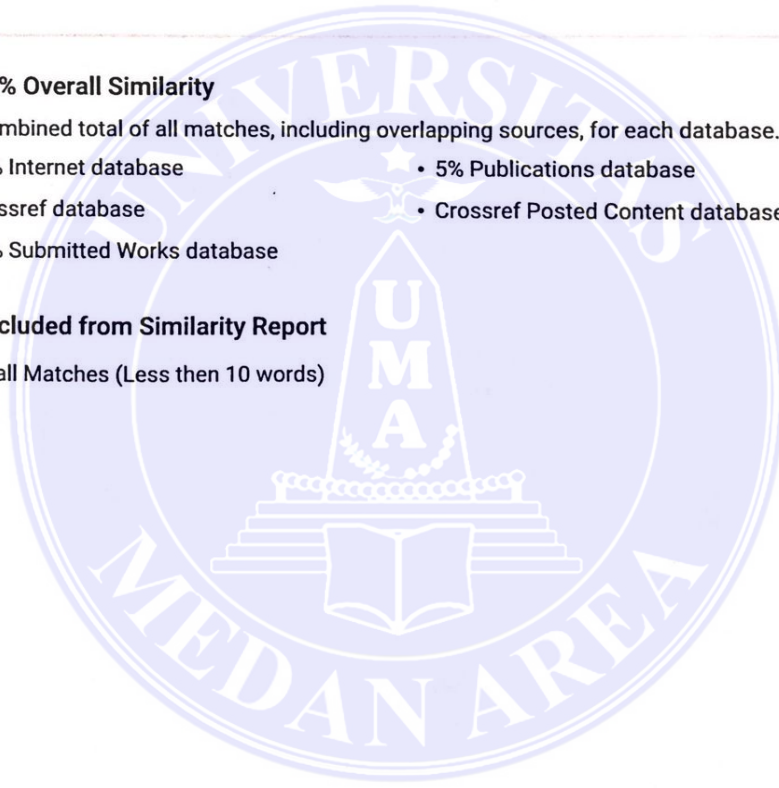 % Overall Similarity
mbined total of all matches, including overlapping sources, for each database.
Internet database
• 5% Publications database
ssref database
• Crossref Posted Content database
Submitted Works database
cluded from Similarity Report
all Matches (Less then 10 words)
UNIVERSITAS
UMA
MEDAN AREA